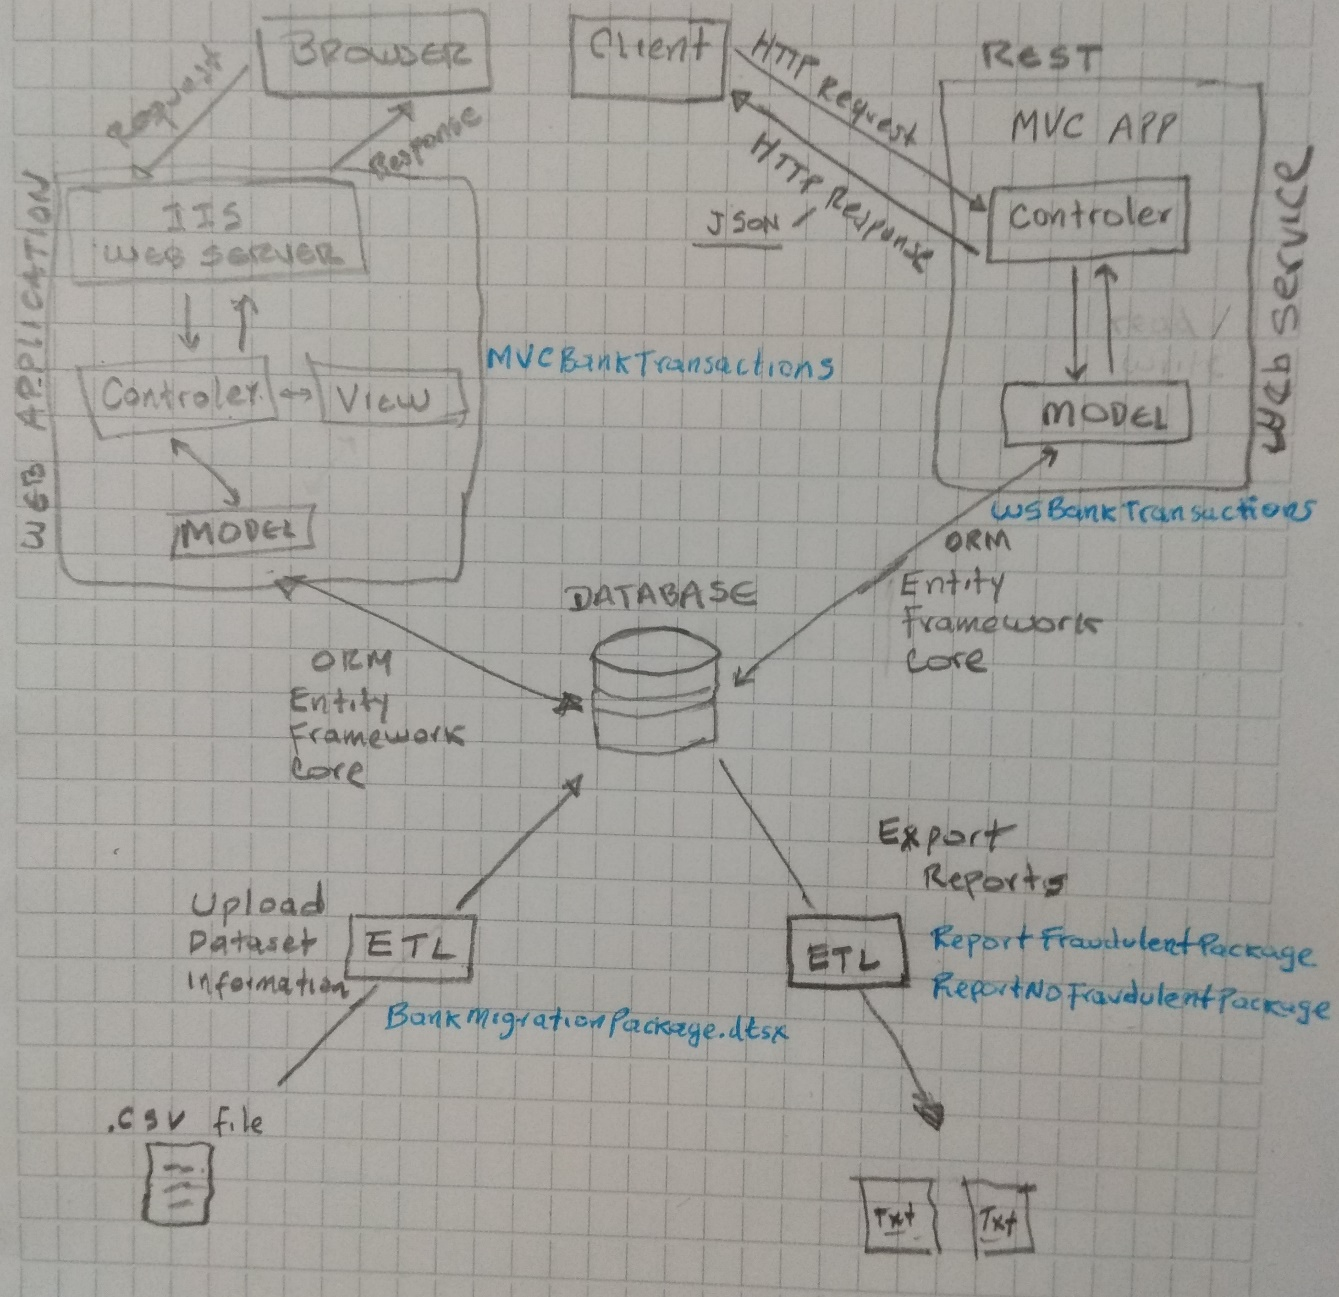 BROWSER
Client
REST
Request
Response
HTTP Request
HTTP Response
JSON /
MVC APP
Controler
MODEL
Web Service
WSBankTransactions
WEB APPLICATION
IIS
WEB SERVER
Controler
VIEW
MODEL
MVCBankTransactions
DATABASE
ORM
Entity
Framework
Core
ORM
Entity
Framework
Core
Upload
Dataset
Information
ETL
BankMigrationPackage.dtsx
.csv file
Export
Reports
ETL
ReportFraudulentPackage
ReportNoFraudulentPackage
Txt
Txt